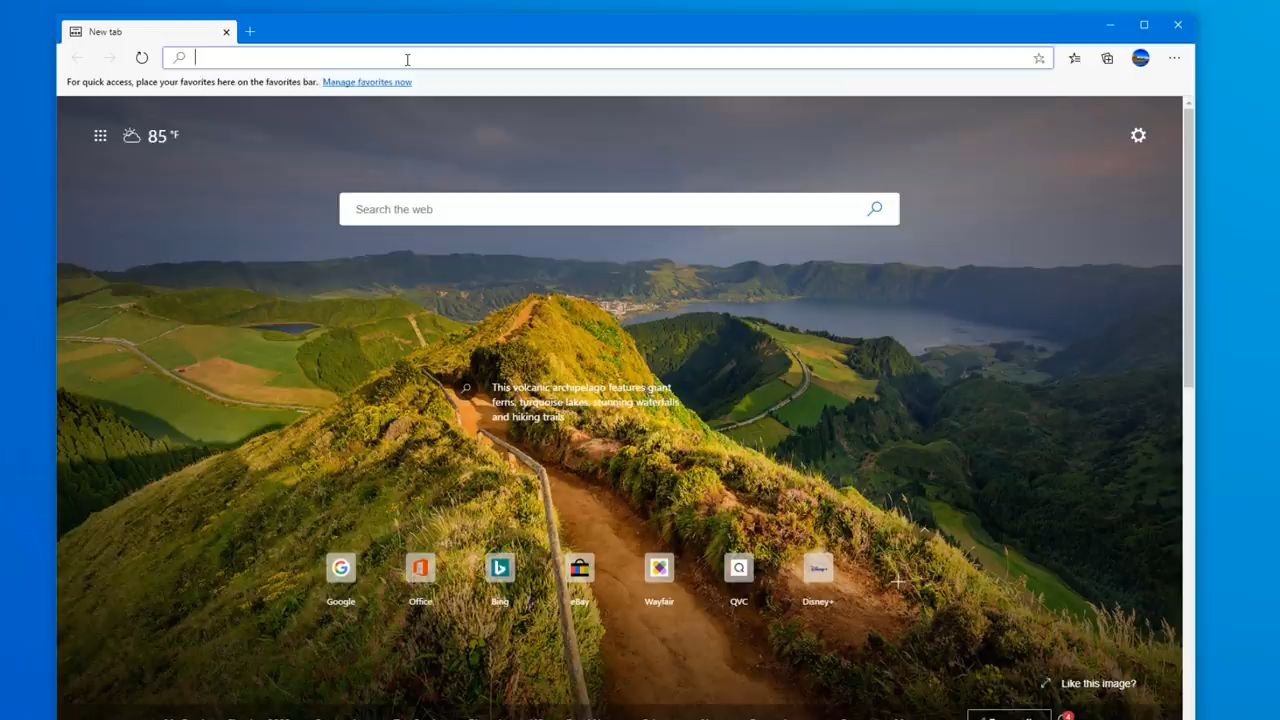 New tab
For quick access, place your favorites here on the favorites bar. Manage favorites now
85 °F
Search the web
This volcanic archipelago features giant
ferns, turquoise lakes, stunning waterfalls
and hiking trails
Google Office Bing eBay Wayfair QVC Disney+
Like this image?
4